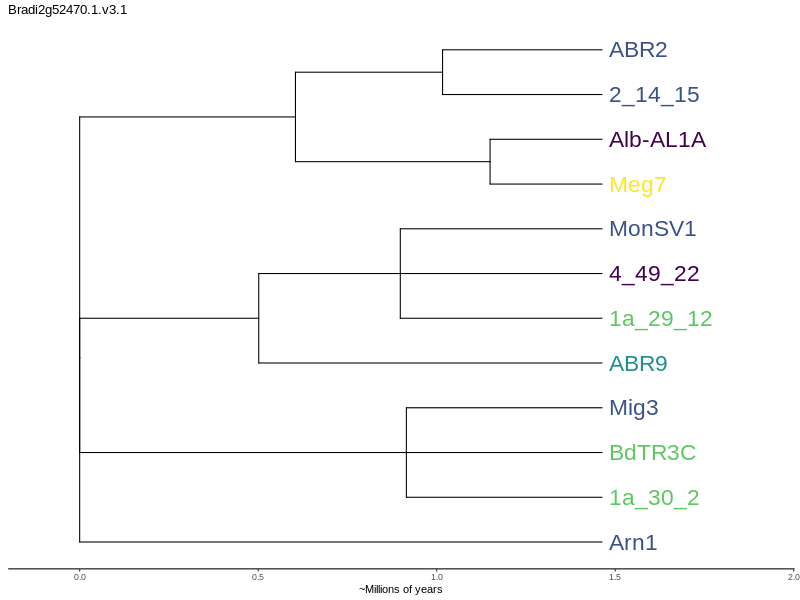 Bradi2g52470.1.v3.1
ABR2
2_14_15
Alb-AL1A
Meg7
MonSV1
4_49_22
1a_29_12
ABR9
Mig3
BdTR3C
1a_30_2
Arn1
0.0 0.5 1.0 1.5 2.0
~Millions of years